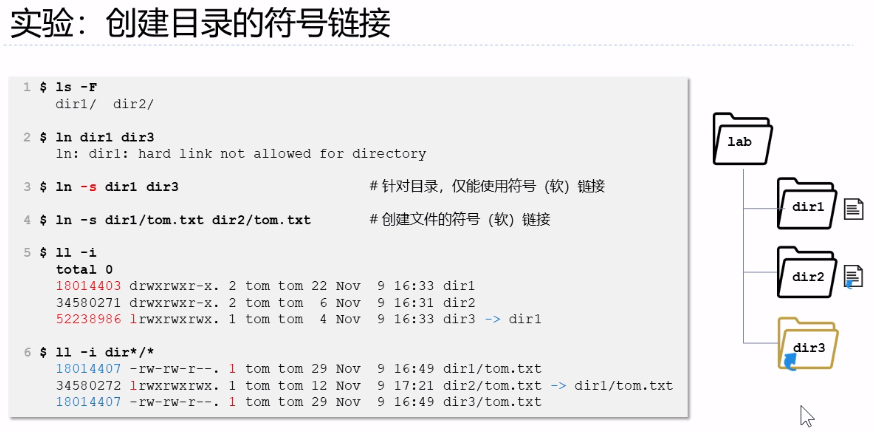 实验：创建目录的符号链接
1 $ ls -F
dir1/  dir2/
2 $ ln dir1 dir3
ln: dir1: hard link not allowed for directory
3 $ ln -s dir1 dir3 # 针对目录，仅能使用符号（软）链接
4 $ ln -s dir1/tom.txt dir2/tom.txt # 创建文件的符号（软）链接
5 $ ll -i
total 0
18014403 drwxrwxr-x. 2 tom tom 22 Nov  9 16:33 dir1
34580271 drwxrwxr-x. 2 tom tom  6 Nov  9 16:31 dir2
52238986 lrwxrwxrwx. 1 tom tom  4 Nov  9 16:33 dir3 -> dir1
6 $ ll -i dir*/*
18014407 -rw-rw-r--. 1 tom tom 29 Nov  9 16:49 dir1/tom.txt
34580272 lrwxrwxrwx. 1 tom tom 12 Nov  9 17:21 dir2/tom.txt -> dir1/tom.txt
18014407 -rw-rw-r--. 1 tom tom 29 Nov  9 16:49 dir3/tom.txt
lab
dir1
dir2
dir3